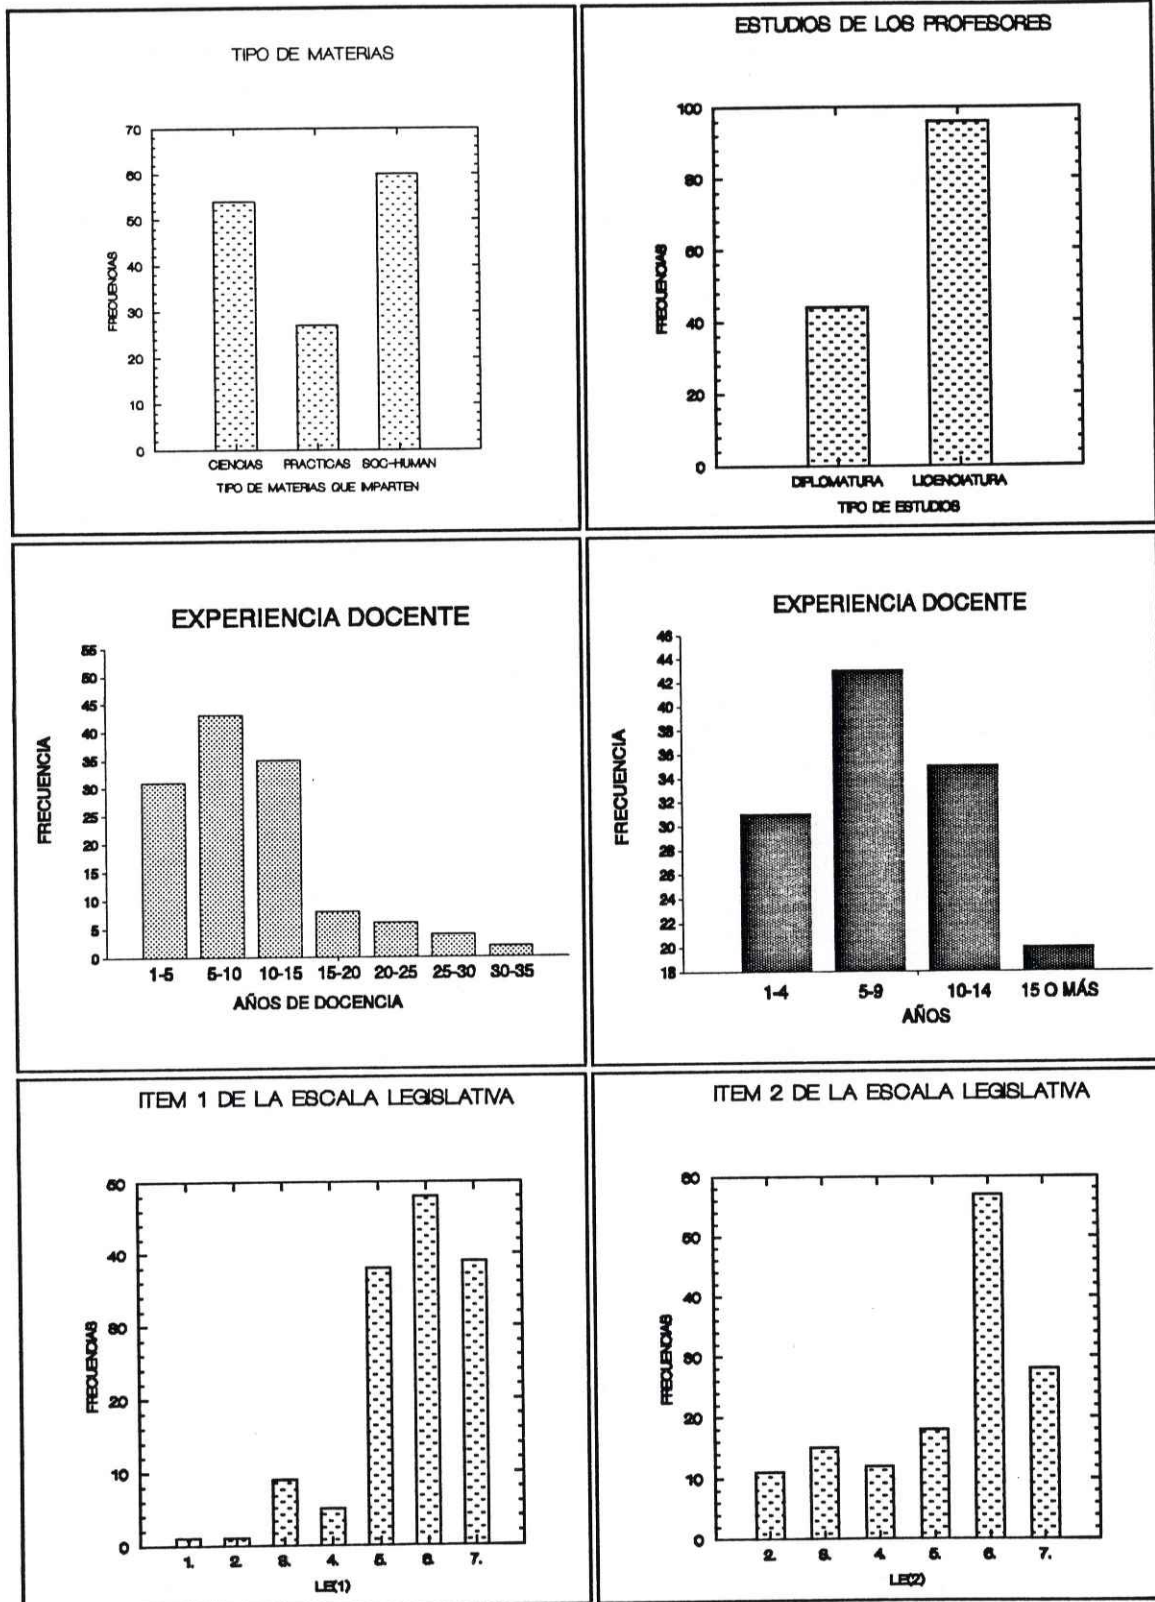 TIPO DE MATERIAS
FRECUENCIAS
70
60
50
40
30
20
10
0
CIENCIAS PRACTICAS SOC-HUMAN
TIPO DE MATERIAS QUE IMPARTEN
ESTUDIOS DE LOS PROFESORES
FRECUENCIAS
100
80
60
40
20
0
DIPLOMATURA LICENCIATURA
TIPO DE ESTUDIOS
EXPERIENCIA DOCENTE
FRECUENCIA
55
50
45
40
35
30
25
20
15
10
5
0
1-5 5-10 10-15 15-20 20-25 25-30 30-35
AÑOS DE DOCENCIA
EXPERIENCIA DOCENTE
FRECUENCIA
46
44
42
40
38
36
34
32
30
28
26
24
22
20
18
1-4 5-9 10-14 15 O MÁS
AÑOS
ITEM 1 DE LA ESCALA LEGISLATIVA
FRECUENCIAS
50
40
30
20
10
0
1. 2. 3. 4. 5. 6. 7.
LE(1)
ITEM 2 DE LA ESCALA LEGISLATIVA
FRECUENCIAS
60
50
40
30
20
10
0
2. 3. 4. 5. 6. 7.
LE(2)